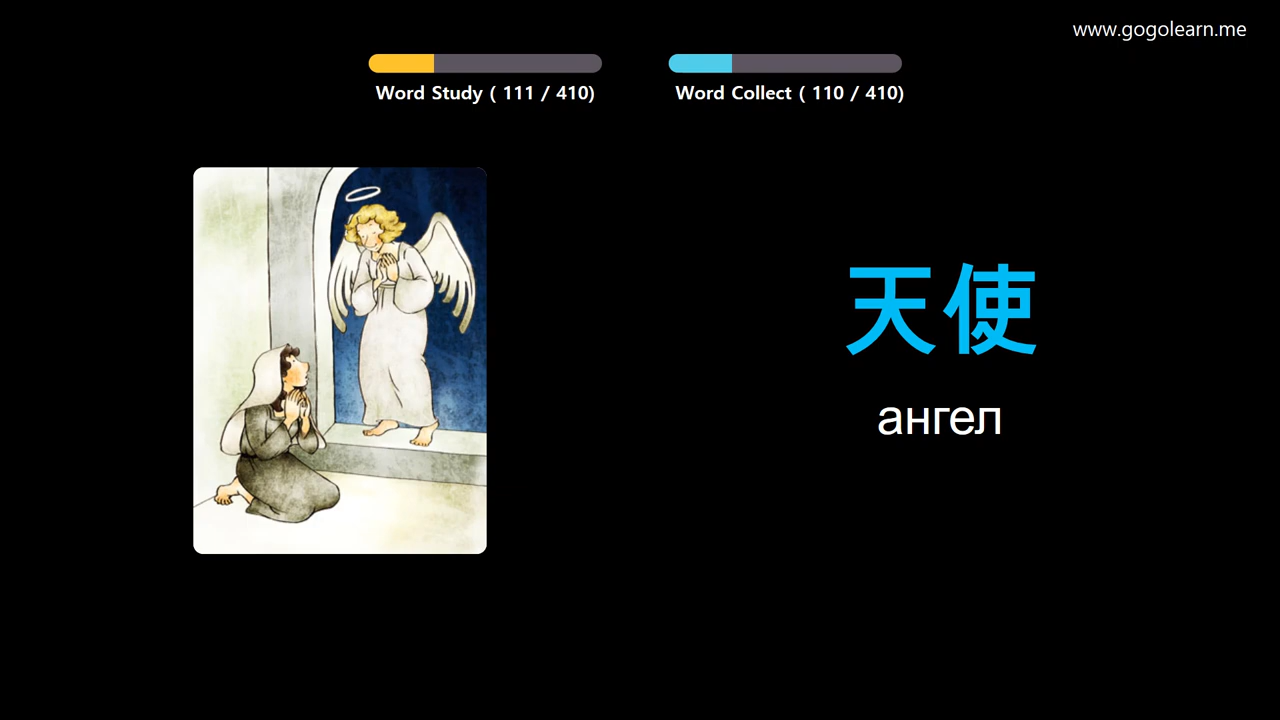 www.gogolearn.me
Word Study ( 111 / 410)
Word Collect ( 110 / 410)
天使
ангел